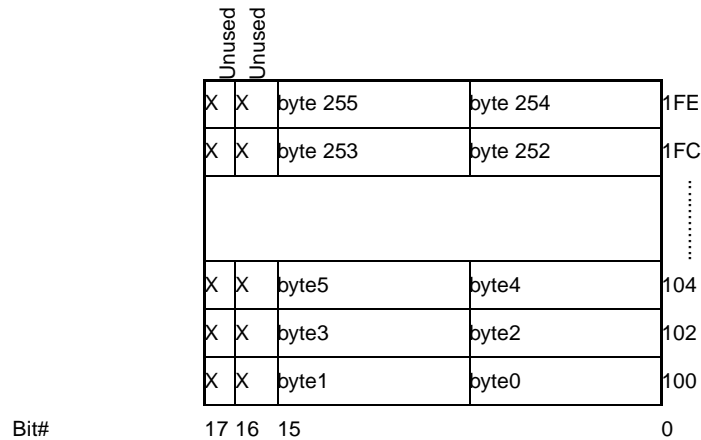 Unused Unused
X X byte 255 byte 254 1FE
X X byte 253 byte 252 1FC
...........
X X byte5 byte4 104
X X byte3 byte2 102
X X byte1 byte0 100
Bit# 17 16 15 0